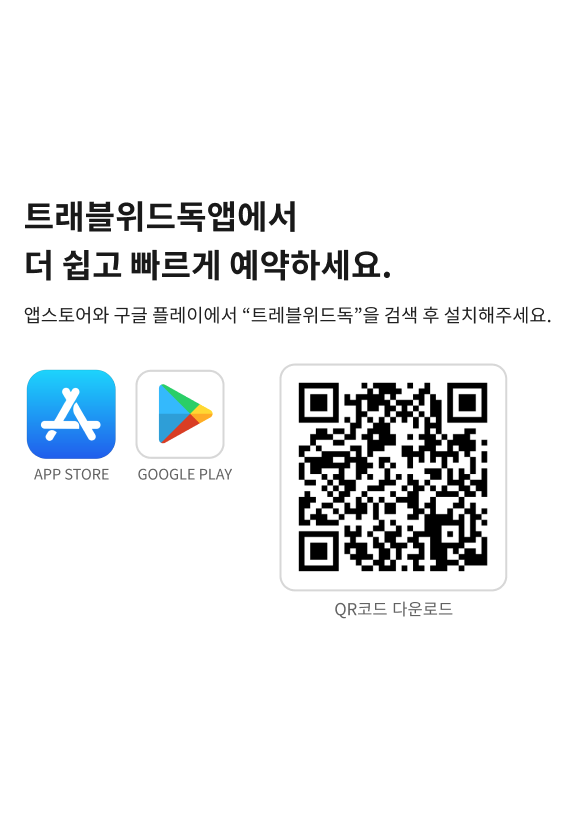 트래블위드독앱에서
더 쉽고 빠르게 예약하세요.
앱스토어와 구글 플레이에서 “트레블위드독”을 검색 후 설치해주세요.
APP STORE
GOOGLE PLAY
QR코드 다운로드